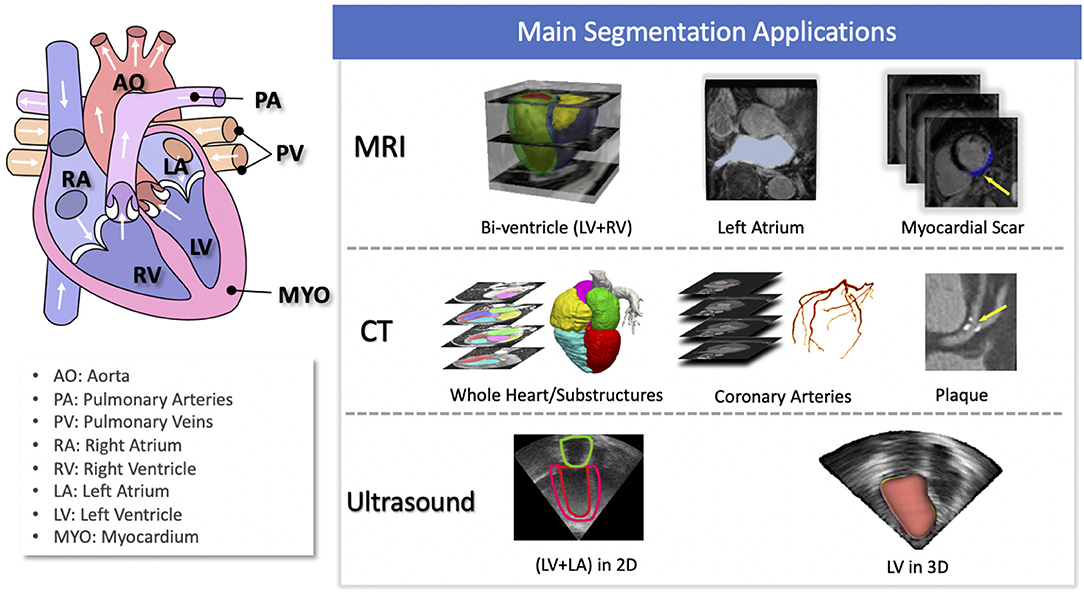 AO
PA
PV
LA
RA
LV
RV
MYO
• AO: Aorta
• PA: Pulmonary Arteries
• PV: Pulmonary Veins
• RA: Right Atrium
• RV: Right Ventricle
• LA: Left Atrium
• LV: Left Ventricle
• MYO: Myocardium
Main Segmentation Applications
MRI
Bi-ventricle (LV+RV)
Left Atrium
Myocardial Scar
CT
Whole Heart/Substructures
Coronary Arteries
Plaque
Ultrasound
(LV+LA) in 2D
LV in 3D